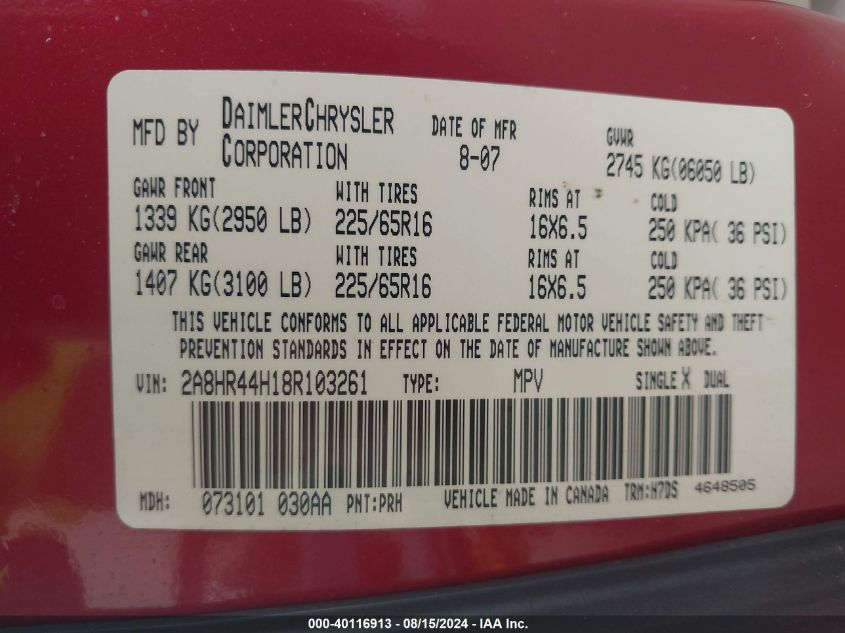 MFD BY DAIMLERCHRYSLER CORPORATION DATE OF MFR 8-07 GVWR 2745 KG(06050 LB)
GAWR FRONT WITH TIRES RIMS AT COLD
1339 KG(2950 LB) 225/65R16 16X6.5 250 KPA( 36 PSI)
GAWR REAR WITH TIRES RIMS AT COLD
1407 KG(3100 LB) 225/65R16 16X6.5 250 KPA( 36 PSI)
THIS VEHICLE CONFORMS TO ALL APPLICABLE FEDERAL MOTOR VEHICLE SAFETY AND THEFT
PREVENTION STANDARDS IN EFFECT ON THE DATE OF MANUFACTURE SHOWN ABOVE.
VIN: 2A8HR44H18R103261 TYPE: MPV SINGLE X DUAL
MDH: 073101 030AA PNT:PRH VEHICLE MADE IN CANADA TRM:H7DS 4648505
000-40116913 - 08/15/2024 - IAA Inc.